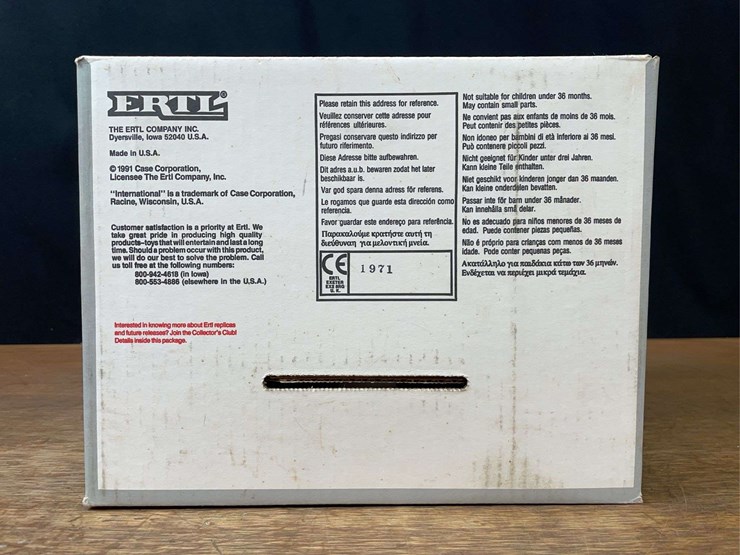 ERTL®
THE ERTL COMPANY INC.
Dyersville, Iowa 52040 U.S.A.
Made in U.S.A.
© 1991 Case Corporation,
Licensee The Ertl Company, Inc.
"International" is a trademark of Case Corporation,
Racine, Wisconsin, U.S.A.
Customer satisfaction is a priority at Ertl. We
take great pride in producing high quality
products–toys that will entertain and last a long
time. Should a problem occur with this product,
we will do our best to solve the problem. Call
us toll free at the following numbers:
800-942-4618 (in Iowa)
800-553-4886 (elsewhere in the U.S.A.)
Interested in knowing more about Ertl replicas
and future releases? Join the Collector's Club!
Details inside this package.
Please retain this address for reference.
Veuillez conserver cette adresse pour
références ultérieures.
Pregasi conservare questo indirizzo per
futuro riferimento.
Diese Adresse bitte aufbewahren.
Dit adres a.u.b. bewaren zodat het later
beschikbaar is.
Var god spara denna adress för referens.
Le rogamos que guarde esta dirección como
referencia.
Favor guardar este endereço para referência.
Παρακαλούμε κρατήστε αυτή τη
διεύθυναη για μελοντική μνεία.
CE 1971
ERTL
EXETER
EX2 8NS
U. K.
Not suitable for children under 36 months.
May contain small parts.
Ne convient pas aux enfants de moins de 36 mois.
Peut contenir des petites pièces.
Non idoneo per bambini di età inferiore ai 36 mesi.
Può contenere piccoli pezzi.
Nicht geeignet für Kinder unter drei Jahren.
Kann kleine Teile enthalten.
Niet geschikt voor kinderen jonger dan 36 maanden.
Kan kleine onderdelen bevatten.
Passar inte för barn under 36 månader.
Kan innehålla små delar.
No es adecuado para niños menores de 36 meses de
edad. Puede contener piezas pequeñas.
Não é próprio para crianças com menos de 36 meses
idade. Pode conter pequenas peças.
Ακατάλληλο για παιδάκια κάτω των 36 μηνών.
Ενδέχεται να περιέχει μικρά τεμάχια.